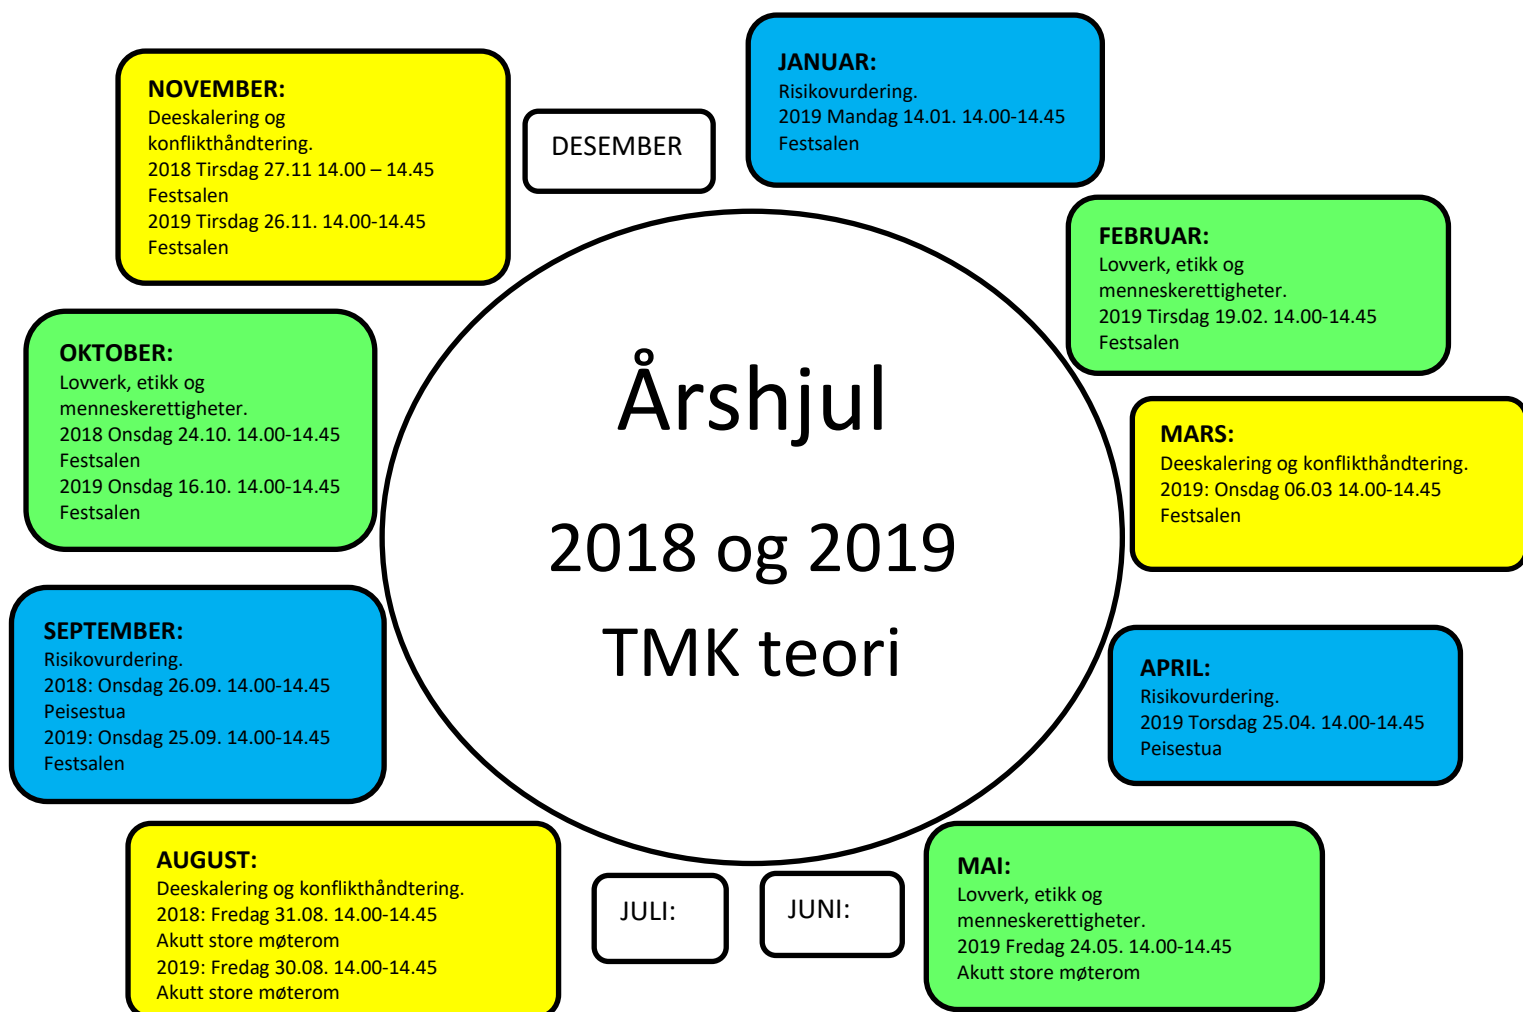 JANUAR:
Risikovurdering.
2019 Mandag 14.01. 14.00-14.45
Festsalen
FEBRUAR:
Lovverk, etikk og
menneskerettigheter.
2019 Tirsdag 19.02. 14.00-14.45
Festsalen
MARS:
Deeskalering og konflikthåndtering.
2019: Onsdag 06.03 14.00-14.45
Festsalen
APRIL:
Risikovurdering.
2019 Torsdag 25.04. 14.00-14.45
Peisestua
MAI:
Lovverk, etikk og
menneskerettigheter.
2019 Fredag 24.05. 14.00-14.45
Akutt store møterom
JUNI:
JULI:
AUGUST:
Deeskalering og konflikthåndtering.
2018: Fredag 31.08. 14.00-14.45
Akutt store møterom
2019: Fredag 30.08. 14.00-14.45
Akutt store møterom
SEPTEMBER:
Risikovurdering.
2018: Onsdag 26.09. 14.00-14.45
Peisestua
2019: Onsdag 25.09. 14.00-14.45
Festsalen
OKTOBER:
Lovverk, etikk og
menneskerettigheter.
2018 Onsdag 24.10. 14.00-14.45
Festsalen
2019 Onsdag 16.10. 14.00-14.45
Festsalen
NOVEMBER:
Deeskalering og
konflikthåndtering.
2018 Tirsdag 27.11 14.00 – 14.45
Festsalen
2019 Tirsdag 26.11. 14.00-14.45
Festsalen
DESEMBER
Årshjul
2018 og 2019
TMK teori